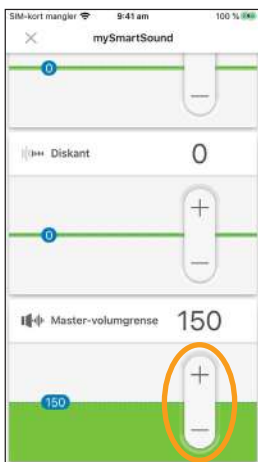 SIM-kort mangler 9:41 am 100 %
mySmartSound
0
−
Diskant 0
+
0
−
Master-volumgrense 150
+
150
−